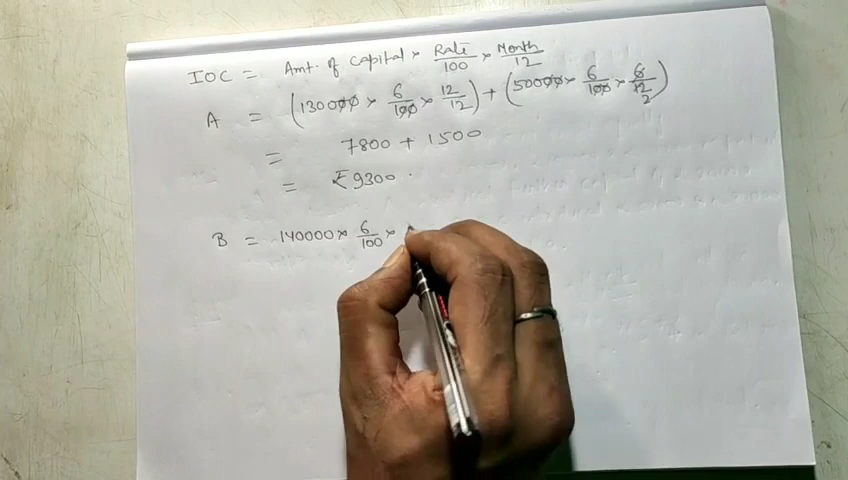 IOC = Amt. of Capital × Rate/100 × Month/12
A = (130000 × 6/100 × 12/12) + (50000 × 6/100 × 6/12 2)
= 7800 + 1500
= ₹9300.
B = 140000 × 6/100 ×